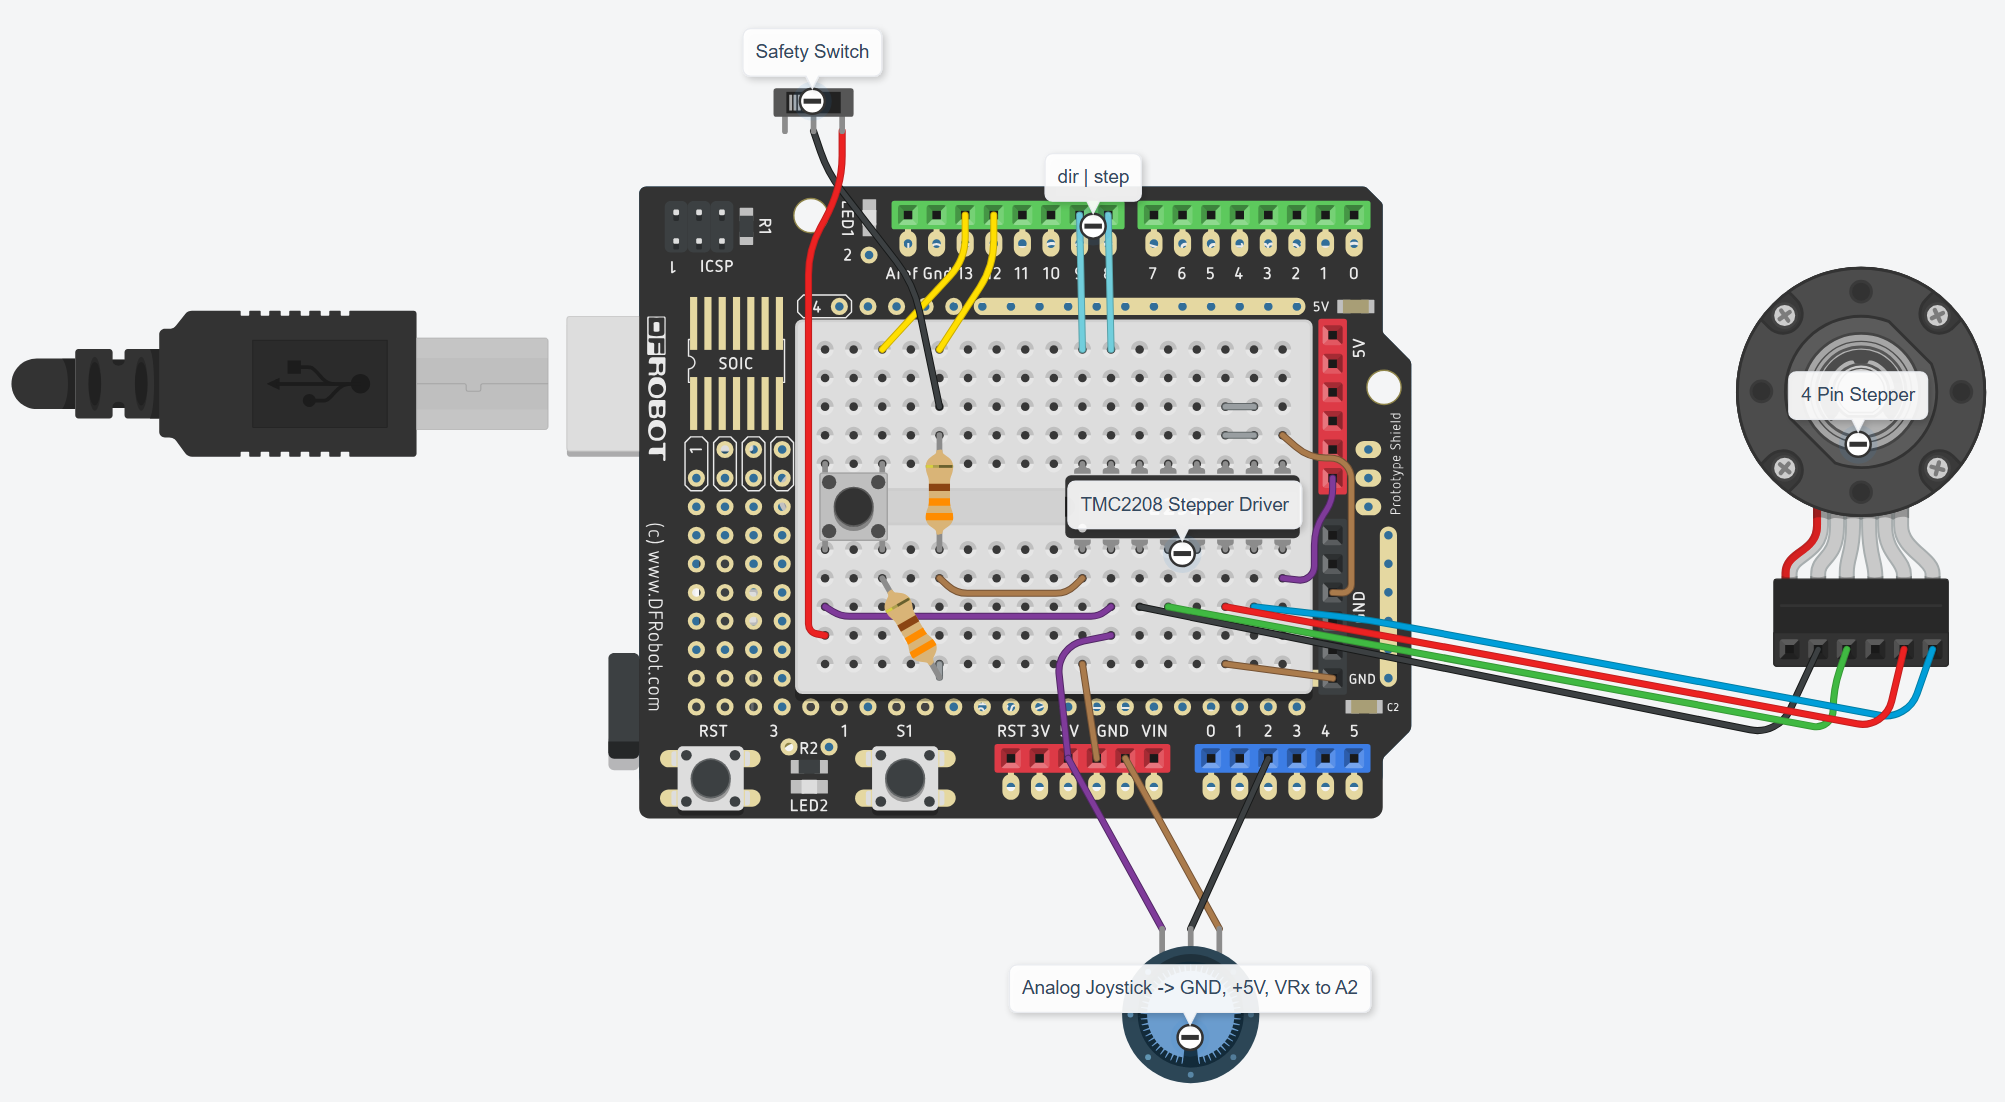 Safety Switch
dir | step
LED1
R1
2
1
ICSP
Aref Gnd 13 12 11 10 9 8
7 6 5 4 3 2 1 0
4
5V
5V
SOIC
DFROBOT
1
4 Pin Stepper
Prototype Shield
TMC2208 Stepper Driver
(c) www.DFRobot.com
GND
GND
C2
RST
3
1
S1
R2
LED2
RST 3V 5V GND VIN
0 1 2 3 4 5
Analog Joystick -> GND, +5V, VRx to A2